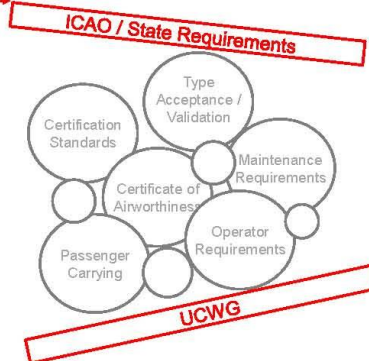 ICAO / State Requirements
Type
Acceptance /
Validation
Certification
Standards
Maintenance
Requirements
Certificate of
Airworthiness
Operator
Requirements
Passenger
Carrying
UCWG